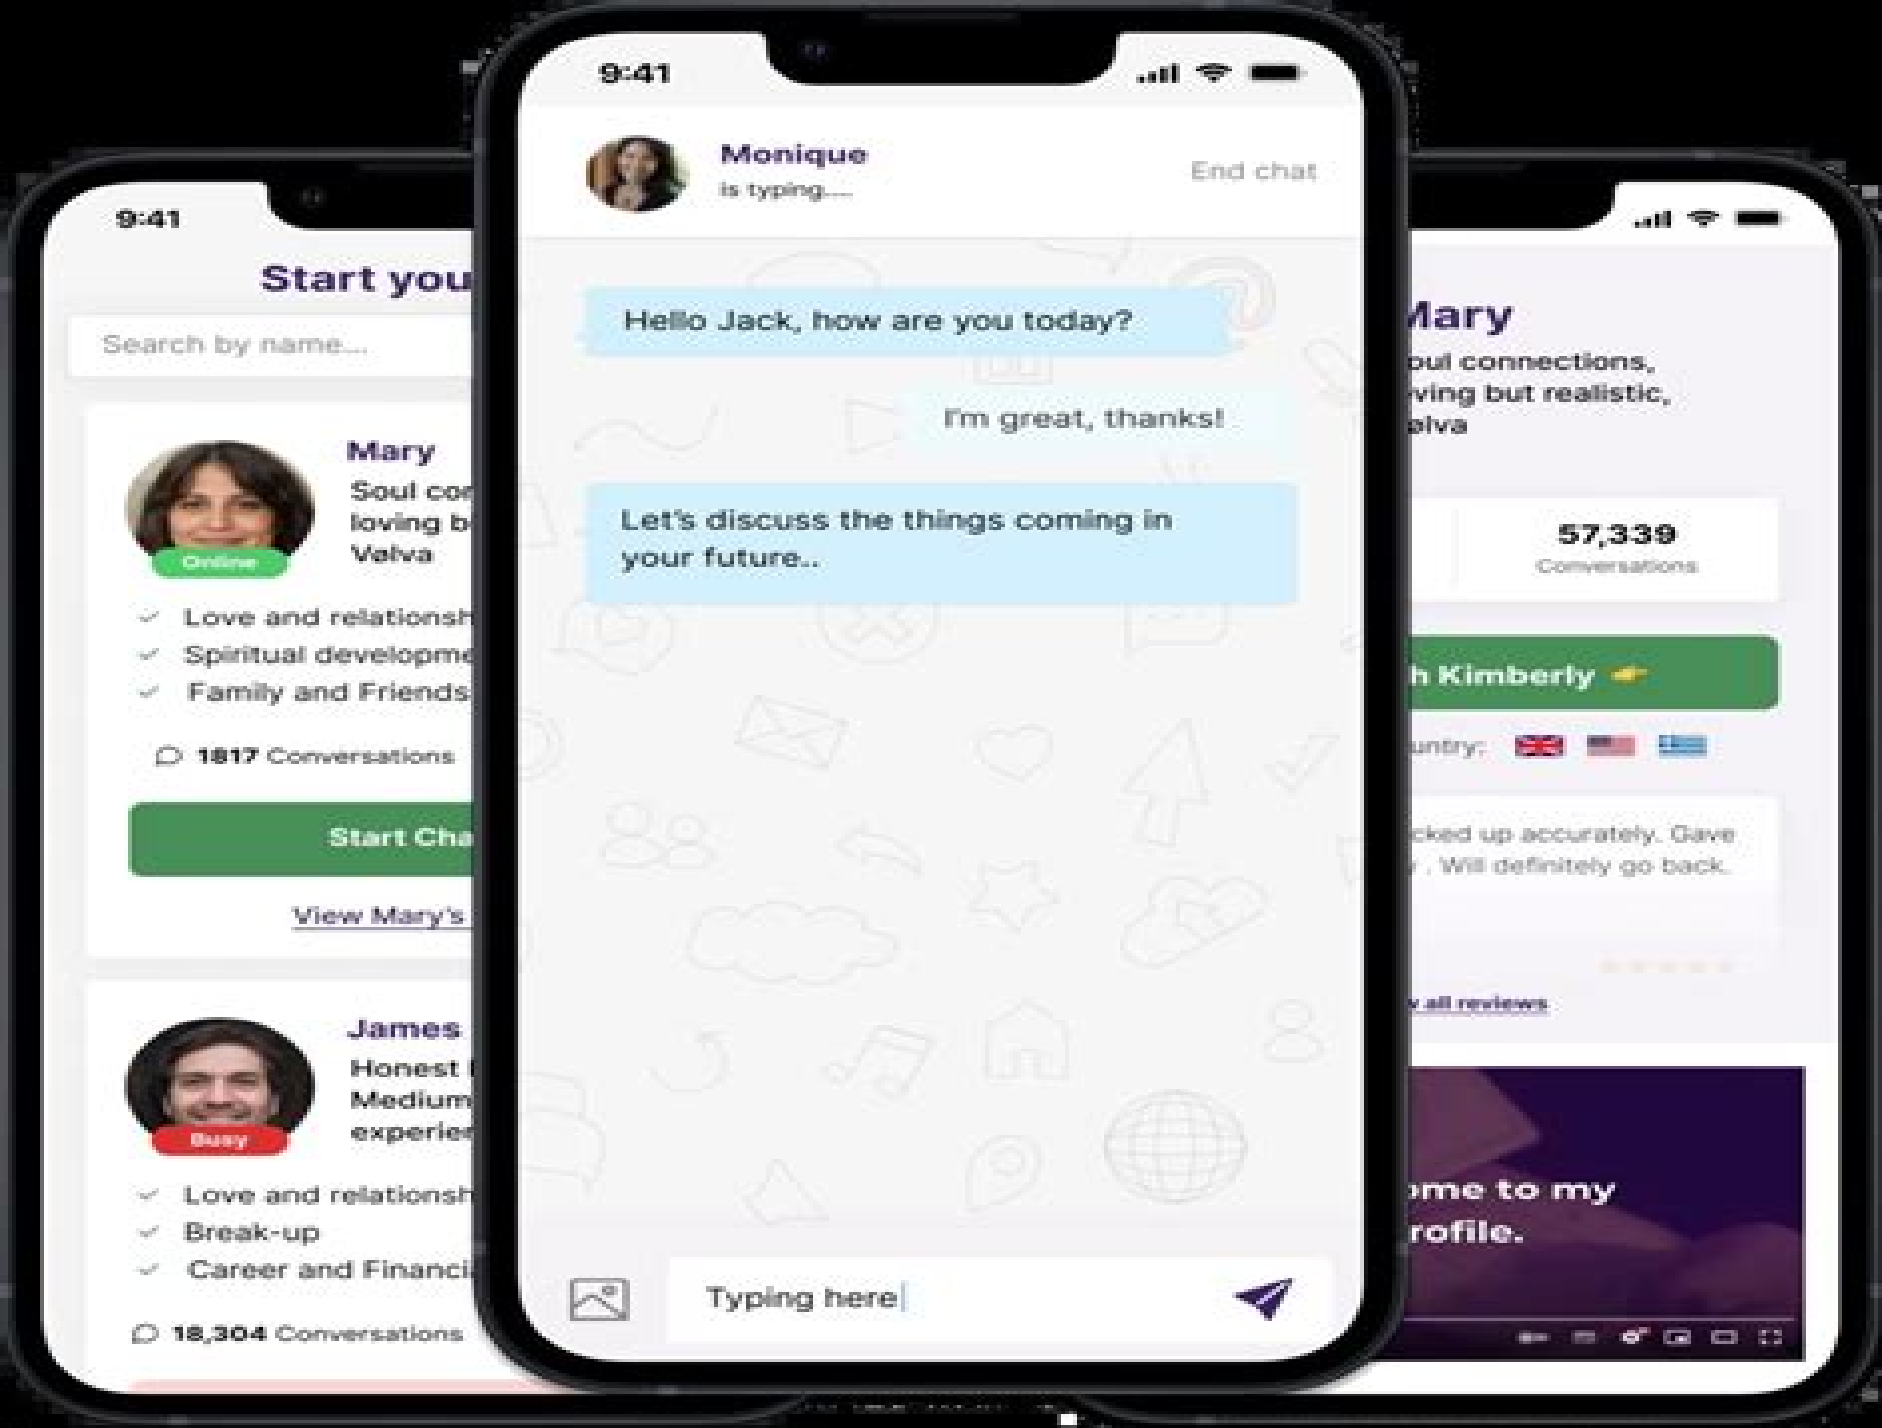 9:41
Start you
Search by name...
Mary
Soul cor
loving b
Vølva
Online
Love and relationsh
Spiritual developme
Family and Friends
1817 Conversations
Start Cha
View Mary's
James
Honest
Medium
experier
Busy
Love and relationsh
Break-up
Career and Financi
18,304 Conversations
9:41
Monique
is typing.....
End chat
Hello Jack, how are you today?
I'm great, thanks!
Let's discuss the things coming in
your future..
Typing here
Mary
oul connections,
ving but realistic,
ølva
57,339
Conversations
h Kimberly
untry:
cked up accurately. Gave
y . Will definitely go back.
w all reviews
ome to my
rofile.